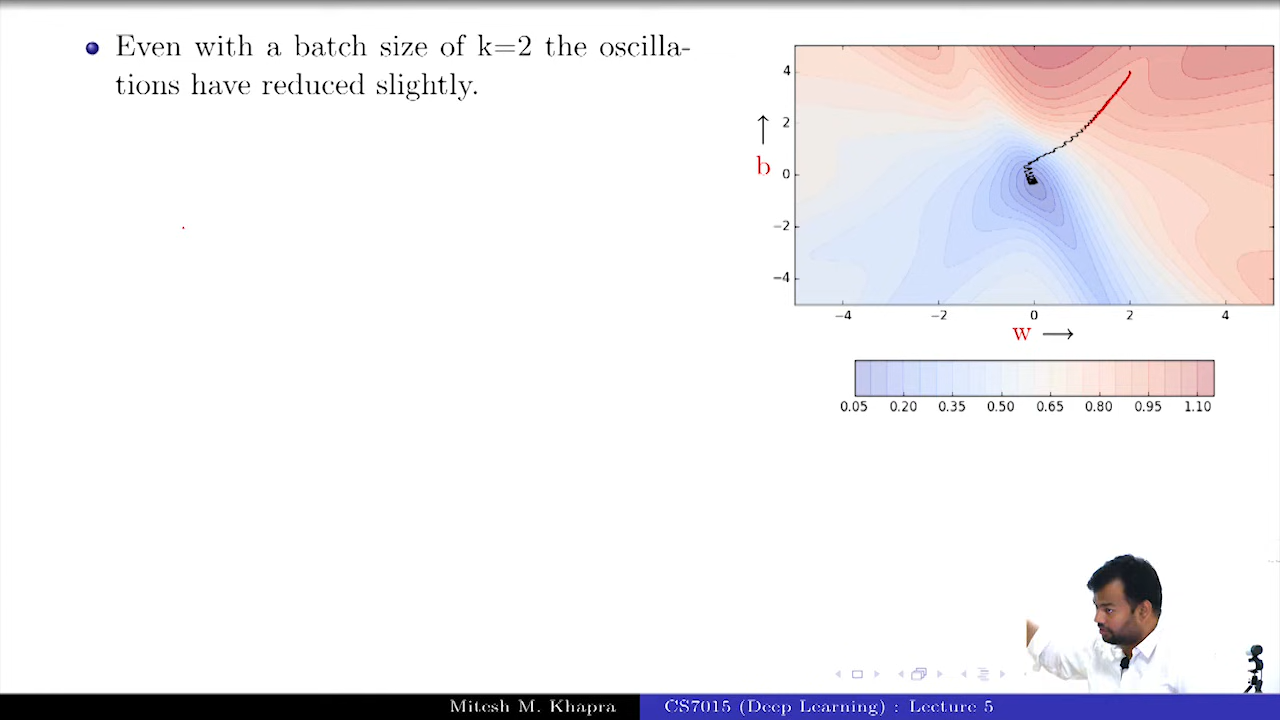 Even with a batch size of k=2 the oscilla-
tions have reduced slightly.
4
2
0
−2
−4
b
−4 −2 0 2 4
w
0.05 0.20 0.35 0.50 0.65 0.80 0.95 1.10
Mitesh M. Khapra CS7015 (Deep Learning) : Lecture 5